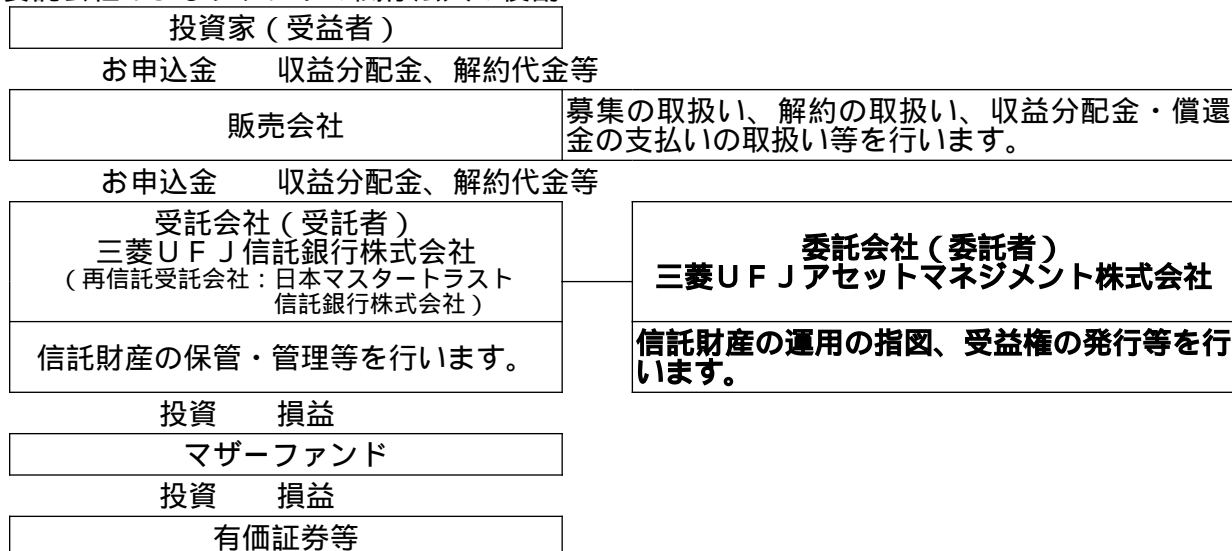 投資家（受益者）
お申込金　　収益分配金、解約代金等
販売会社
募集の取扱い、解約の取扱い、収益分配金・償還
金の支払いの取扱い等を行います。
お申込金　　収益分配金、解約代金等
受託会社（受託者）
三菱ＵＦＪ信託銀行株式会社
（再信託受託会社：日本マスタートラスト
信託銀行株式会社）
委託会社（委託者）
三菱ＵＦＪアセットマネジメント株式会社
信託財産の保管・管理等を行います。
信託財産の運用の指図、受益権の発行等を行
います。
投資　　損益
マザーファンド
投資　　損益
有価証券等